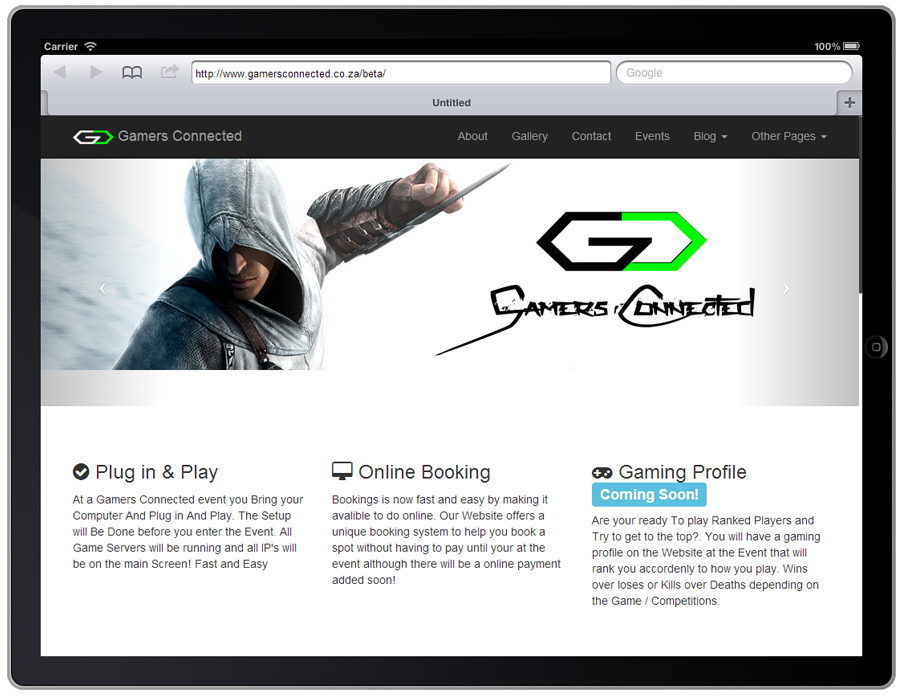 Carrier 100%
http://www.gamersconnected.co.za/beta/ Google
Untitled
Gamers Connected About Gallery Contact Events Blog Other Pages
Gamers Connected
Plug in & Play
At a Gamers Connected event you Bring your
Computer And Plug in And Play. The Setup
will Be Done before you enter the Event. All
Game Servers will be running and all IP's will
be on the main Screen! Fast and Easy
Online Booking
Bookings is now fast and easy by making it
avalible to do online. Our Website offers a
unique booking system to help you book a
spot without having to pay until your at the
event although there will be a online payment
added soon!
Gaming Profile
Coming Soon!
Are your ready To play Ranked Players and
Try to get to the top?. You will have a gaming
profile on the Website at the Event that will
rank you accordenly to how you play. Wins
over loses or Kills over Deaths depending on
the Game / Competitions.